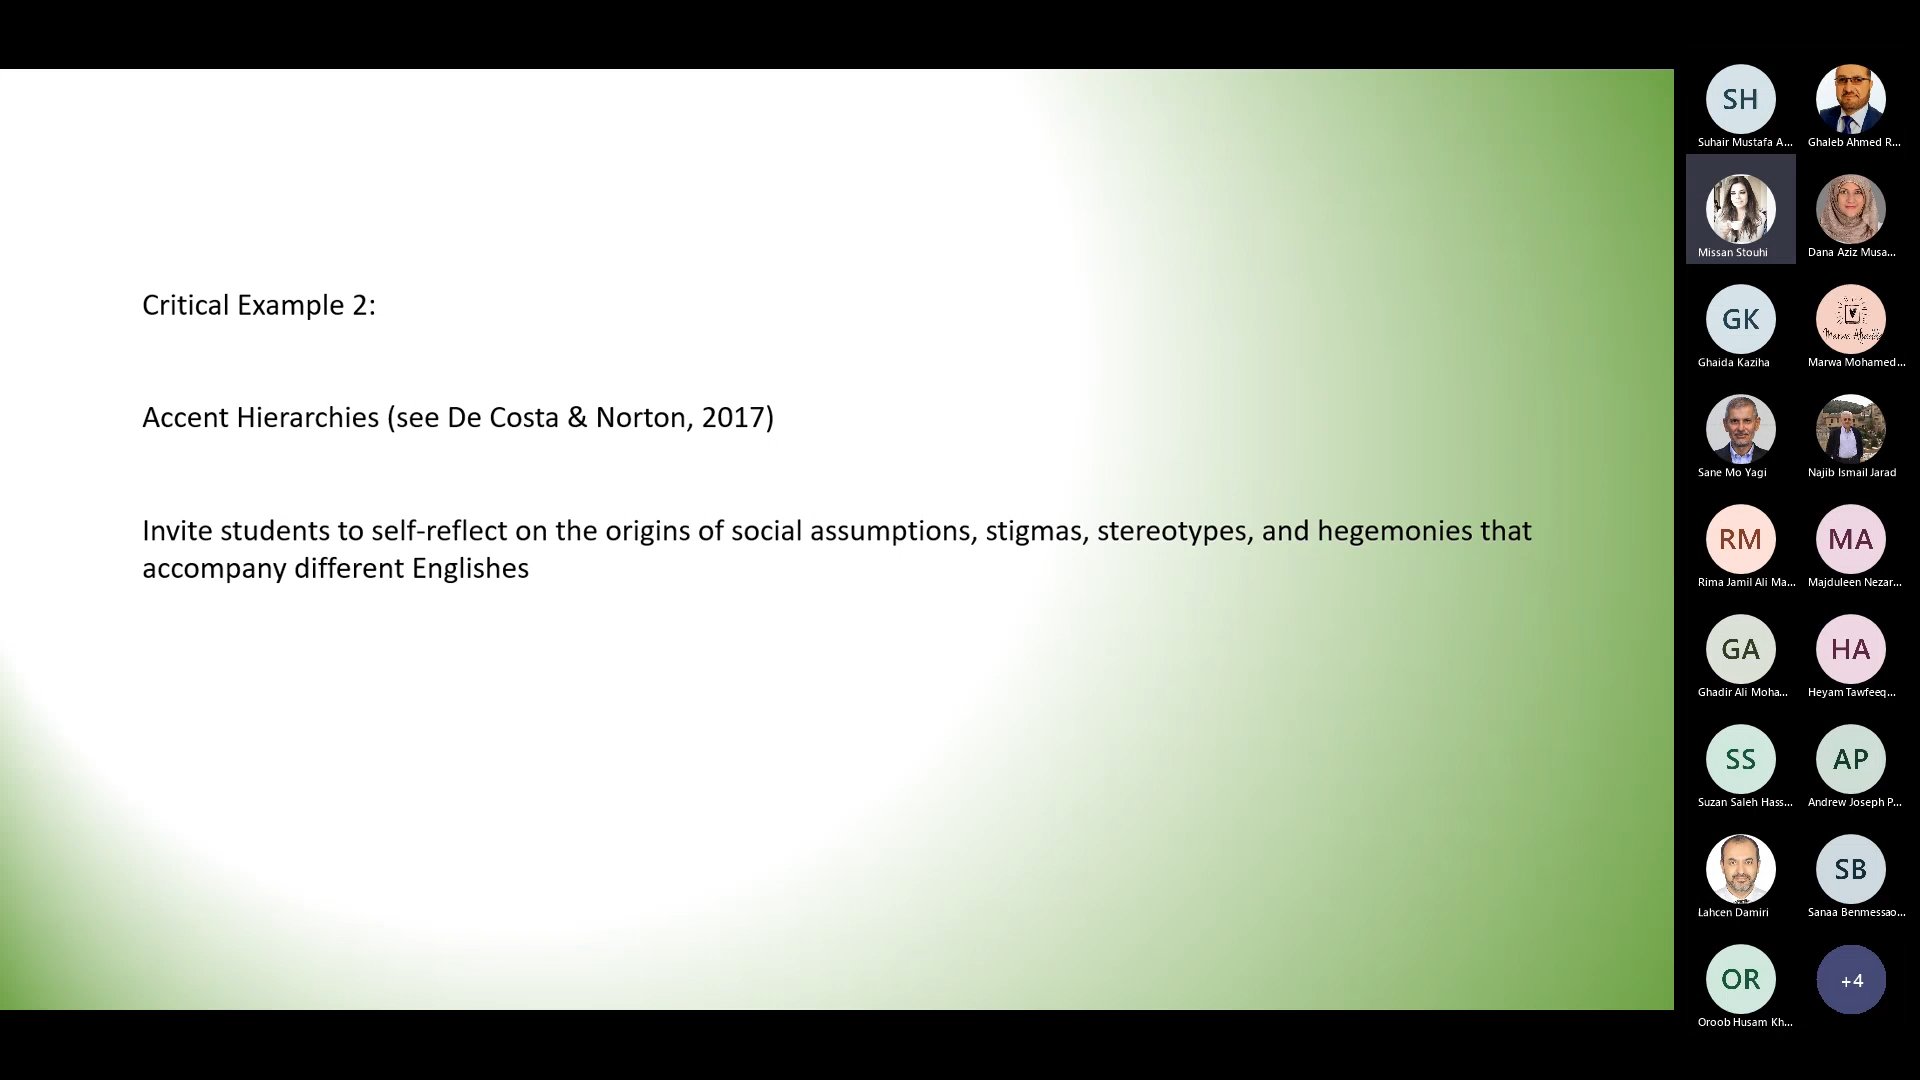 Critical Example 2:
Accent Hierarchies (see De Costa & Norton, 2017)
Invite students to self-reflect on the origins of social assumptions, stigmas, stereotypes, and hegemonies that
accompany different Englishes
SH
Suhair Mustafa A...
Ghaleb Ahmed R...
Missan Stouhi
Dana Aziz Musa...
GK
Ghaida Kaziha
Marwa Mohamed...
Sane Mo Yagi
Najib Ismail Jarad
RM
Rima Jamil Ali Ma...
MA
Majduleen Nezar...
GA
Ghadir Ali Moha...
HA
Heyam Tawfeeq...
SS
Suzan Saleh Hass...
AP
Andrew Joseph P...
Lahcen Damiri
SB
Sanaa Benmessao...
OR
Oroob Husam Kh...
+4